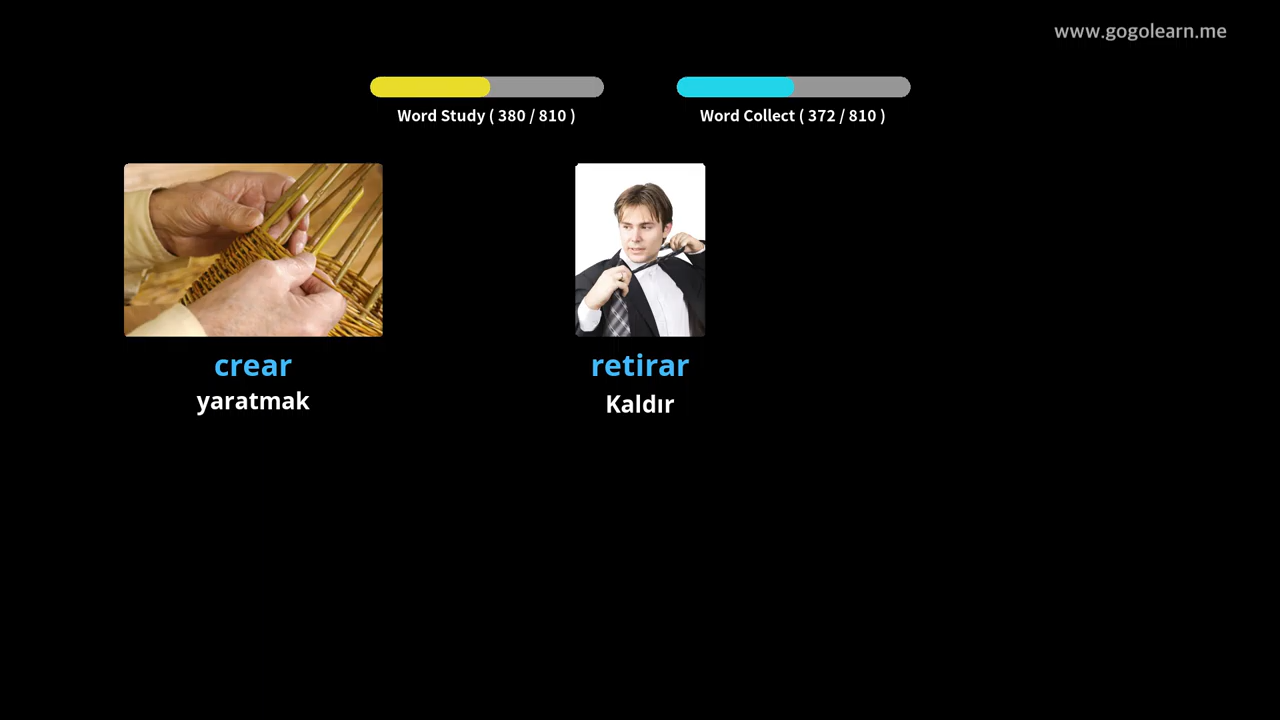 www.gogolearn.me
Word Study ( 380 / 810 )
Word Collect ( 372 / 810 )
crear
yaratmak
retirar
Kaldır